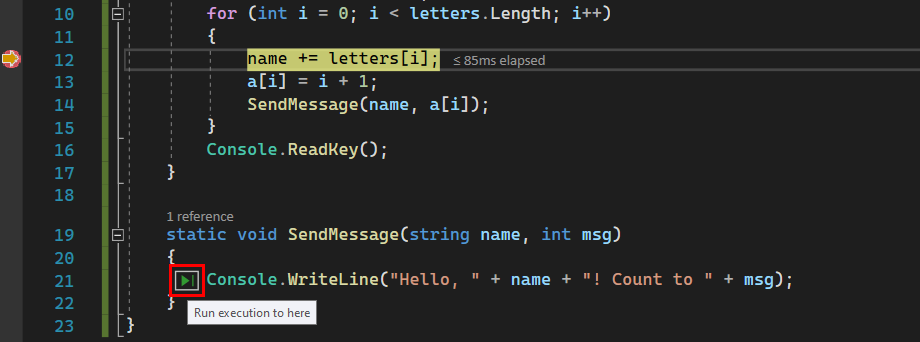 10 for (int i = 0; i < letters.Length; i++)
11 {
12 name += letters[i]; ≤ 85ms elapsed
13 a[i] = i + 1;
14 SendMessage(name, a[i]);
15 }
16 Console.ReadKey();
17 }
18
1 reference
19 static void SendMessage(string name, int msg)
20 {
21 Console.WriteLine("Hello, " + name + "! Count to " + msg);
22 }
Run execution to here
23 }